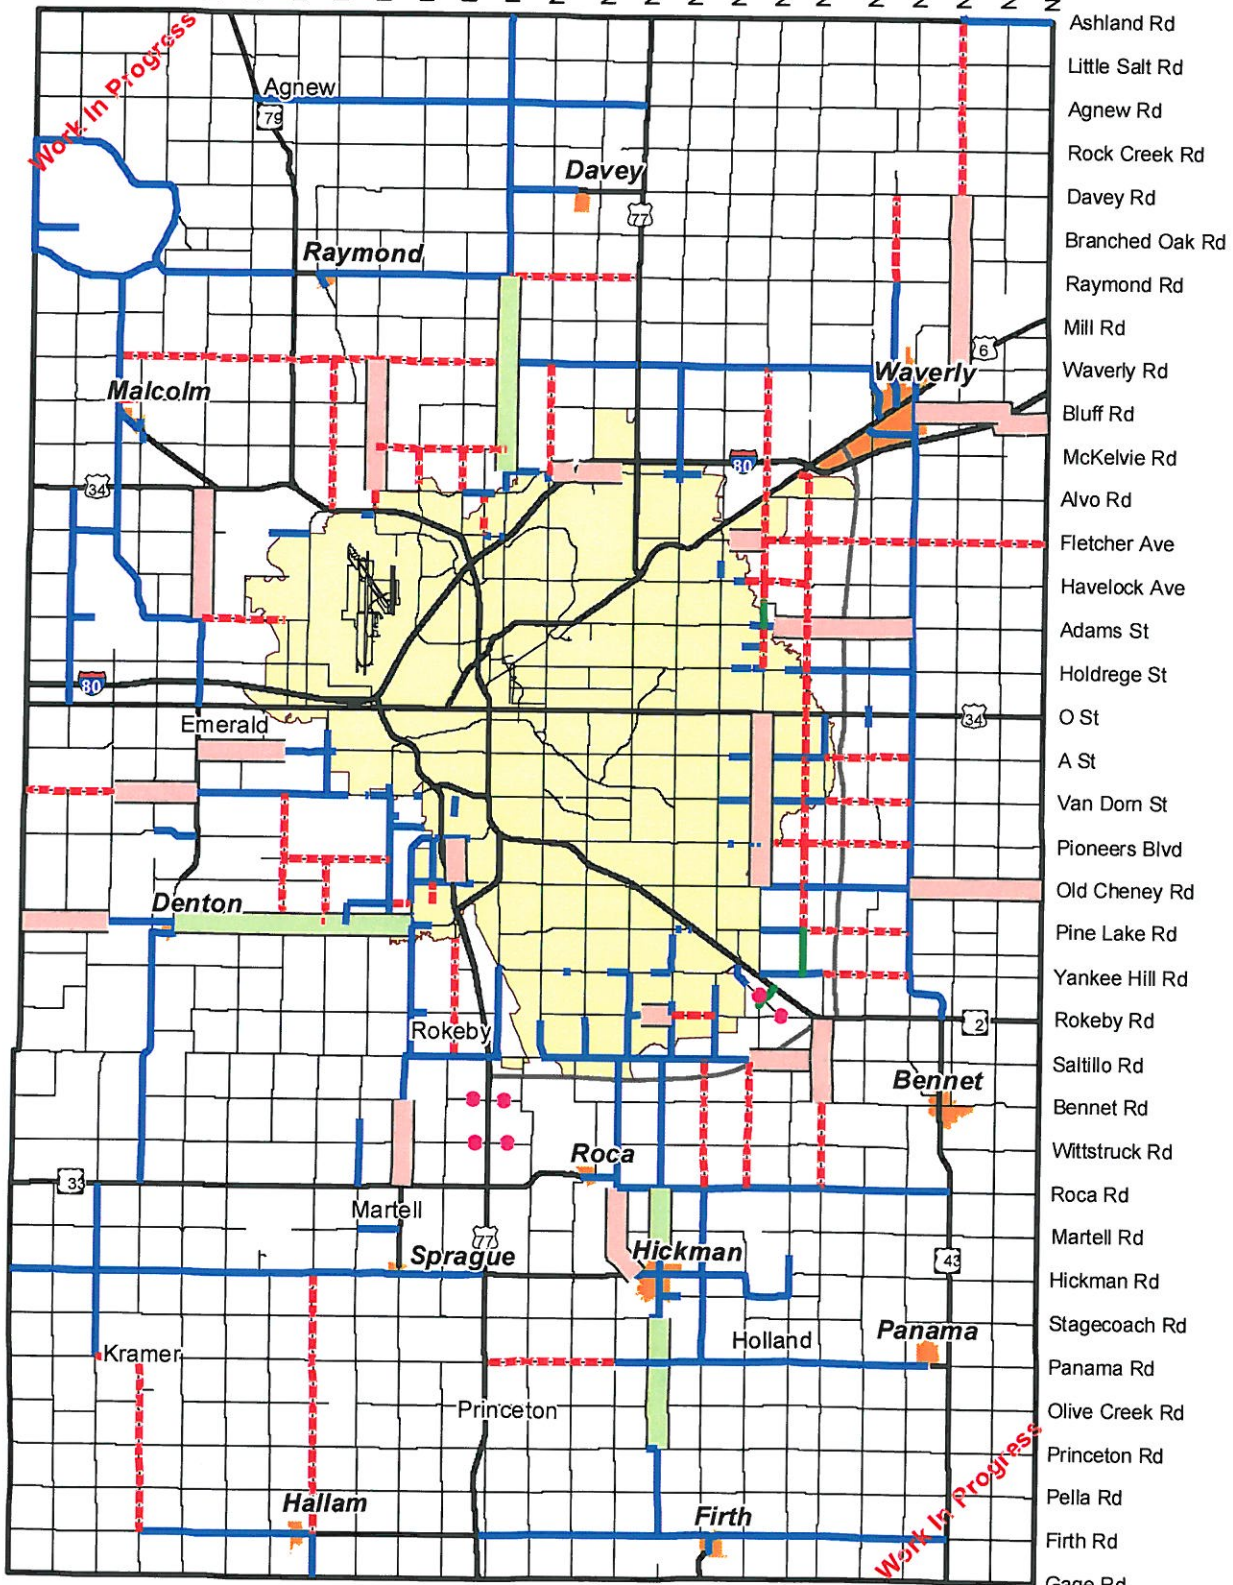 Ashland Rd
Work In Progress
Little Salt Rd
Agnew
Agnew Rd
79
Rock Creek Rd
Davey
Davey Rd
77
Branched Oak Rd
Raymond
Raymond Rd
Mill Rd
6
Waverly
Waverly Rd
Malcolm
Bluff Rd
McKelvie Rd
80
34
Alvo Rd
Fletcher Ave
Havelock Ave
Adams St
Holdrege St
80
O St
34
Emerald
A St
Van Dorn St
Pioneers Blvd
Old Cheney Rd
Denton
Pine Lake Rd
Yankee Hill Rd
Rokeby
2
Rokeby Rd
Saltillo Rd
Bennet
Bennet Rd
Wittstruck Rd
Roca
33
Roca Rd
Martell
Martell Rd
77
Sprague
Hickman
43
Hickman Rd
Stagecoach Rd
Holland
Panama
Kramer
Panama Rd
Princeton
Olive Creek Rd
Princeton Rd
Work In Progress
Pella Rd
Hallam
Firth
Firth Rd
Gage Rd